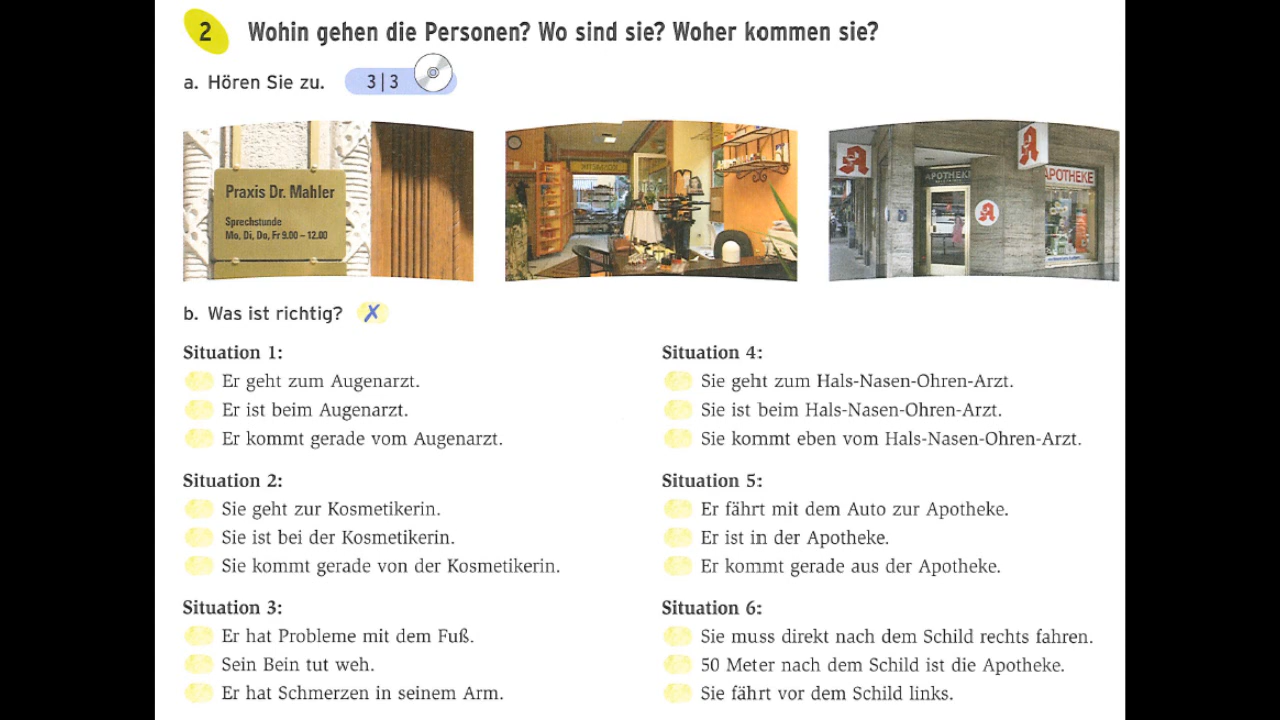 2 Wohin gehen die Personen? Wo sind sie? Woher kommen sie?
a. Hören Sie zu. 3|3
Praxis Dr. Mahler
Sprechstunde
Mo, Di, Do, Fr 9.00 – 12.00
APOTHEKE
APOTHEKE
b. Was ist richtig? X
Situation 1:
Er geht zum Augenarzt.
Er ist beim Augenarzt.
Er kommt gerade vom Augenarzt.
Situation 2:
Sie geht zur Kosmetikerin.
Sie ist bei der Kosmetikerin.
Sie kommt gerade von der Kosmetikerin.
Situation 3:
Er hat Probleme mit dem Fuß.
Sein Bein tut weh.
Er hat Schmerzen in seinem Arm.
Situation 4:
Sie geht zum Hals-Nasen-Ohren-Arzt.
Sie ist beim Hals-Nasen-Ohren-Arzt.
Sie kommt eben vom Hals-Nasen-Ohren-Arzt.
Situation 5:
Er fährt mit dem Auto zur Apotheke.
Er ist in der Apotheke.
Er kommt gerade aus der Apotheke.
Situation 6:
Sie muss direkt nach dem Schild rechts fahren.
50 Meter nach dem Schild ist die Apotheke.
Sie fährt vor dem Schild links.